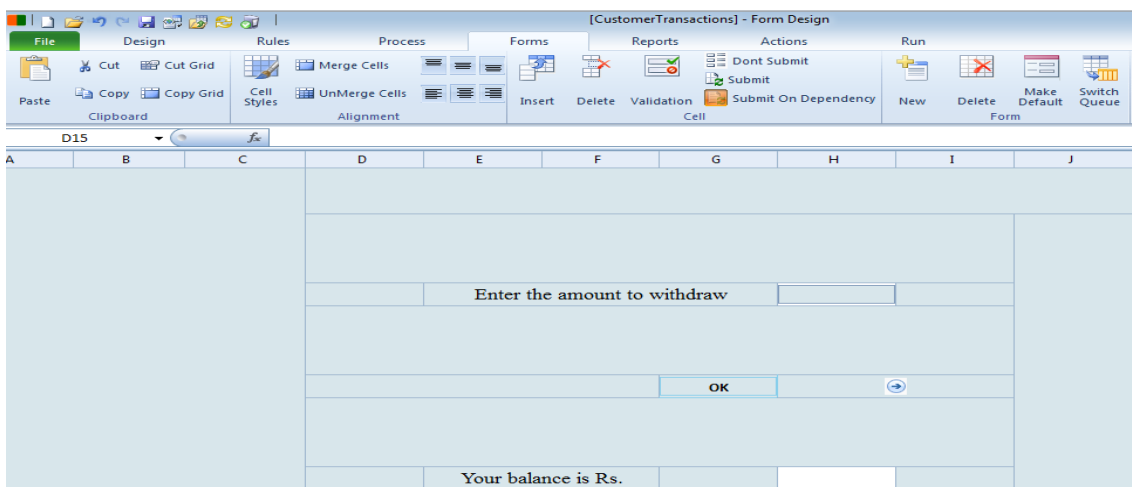 [CustomerTransactions] - Form Design
File Design Rules Process Forms Reports Actions Run
Paste Cut Copy Cut Grid Copy Grid
Cell Styles
Merge Cells
UnMerge Cells
Insert Delete Validation
Dont Submit
Submit
Submit On Dependency
New Delete Make Default Switch Queue
Clipboard Alignment Cell Form
D15 fx
A B C D E F G H I J
Enter the amount to withdraw
OK
Your balance is Rs.